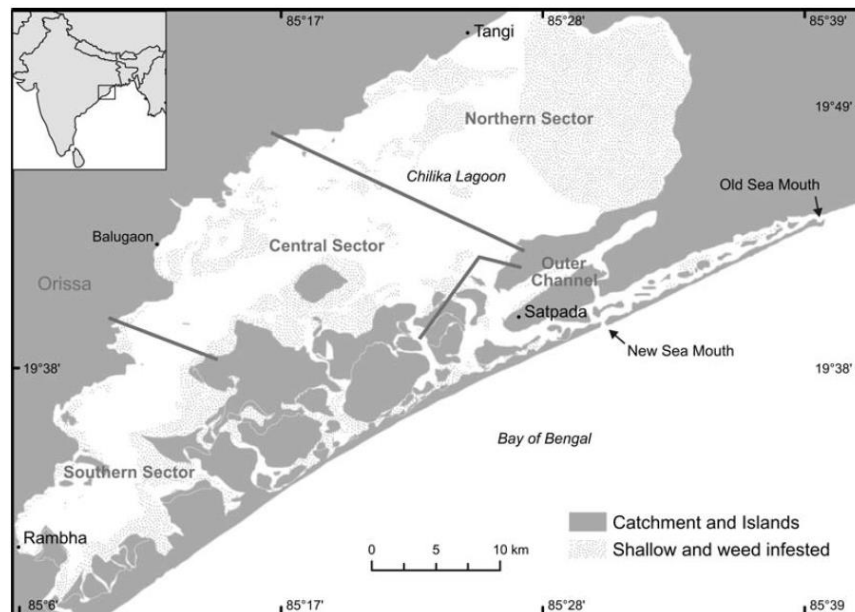 85°17'
85°28'
85°39'
Tangi
19°49'
Northern Sector
Chilika Lagoon
Old Sea Mouth
Balugaon
Central Sector
Outer
Channel
Orissa
Satpada
New Sea Mouth
19°38'
19°38'
Bay of Bengal
Southern Sector
Catchment and Islands
Rambha
0 5 10 km
Shallow and weed infested
85°6'
85°17'
85°28'
85°39'